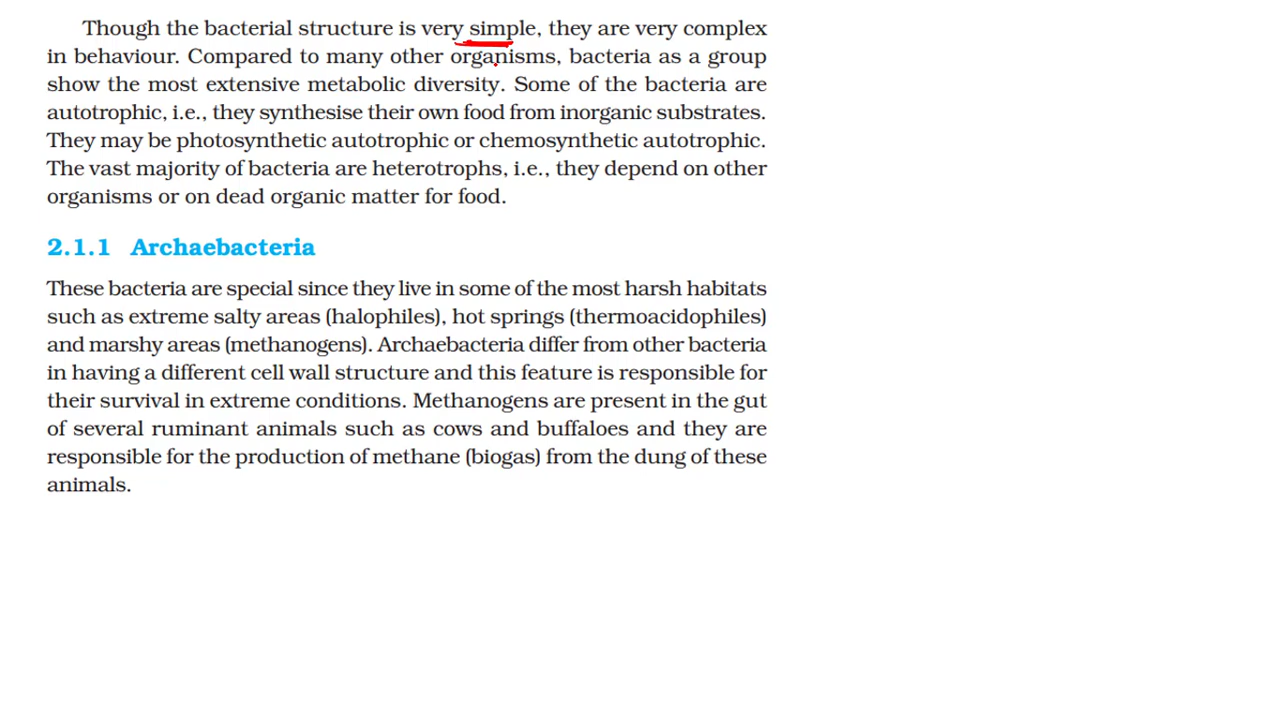 Though the bacterial structure is very simple, they are very complex
in behaviour. Compared to many other organisms, bacteria as a group
show the most extensive metabolic diversity. Some of the bacteria are
autotrophic, i.e., they synthesise their own food from inorganic substrates.
They may be photosynthetic autotrophic or chemosynthetic autotrophic.
The vast majority of bacteria are heterotrophs, i.e., they depend on other
organisms or on dead organic matter for food.
2.1.1 Archaebacteria
These bacteria are special since they live in some of the most harsh habitats
such as extreme salty areas (halophiles), hot springs (thermoacidophiles)
and marshy areas (methanogens). Archaebacteria differ from other bacteria
in having a different cell wall structure and this feature is responsible for
their survival in extreme conditions. Methanogens are present in the gut
of several ruminant animals such as cows and buffaloes and they are
responsible for the production of methane (biogas) from the dung of these
animals.